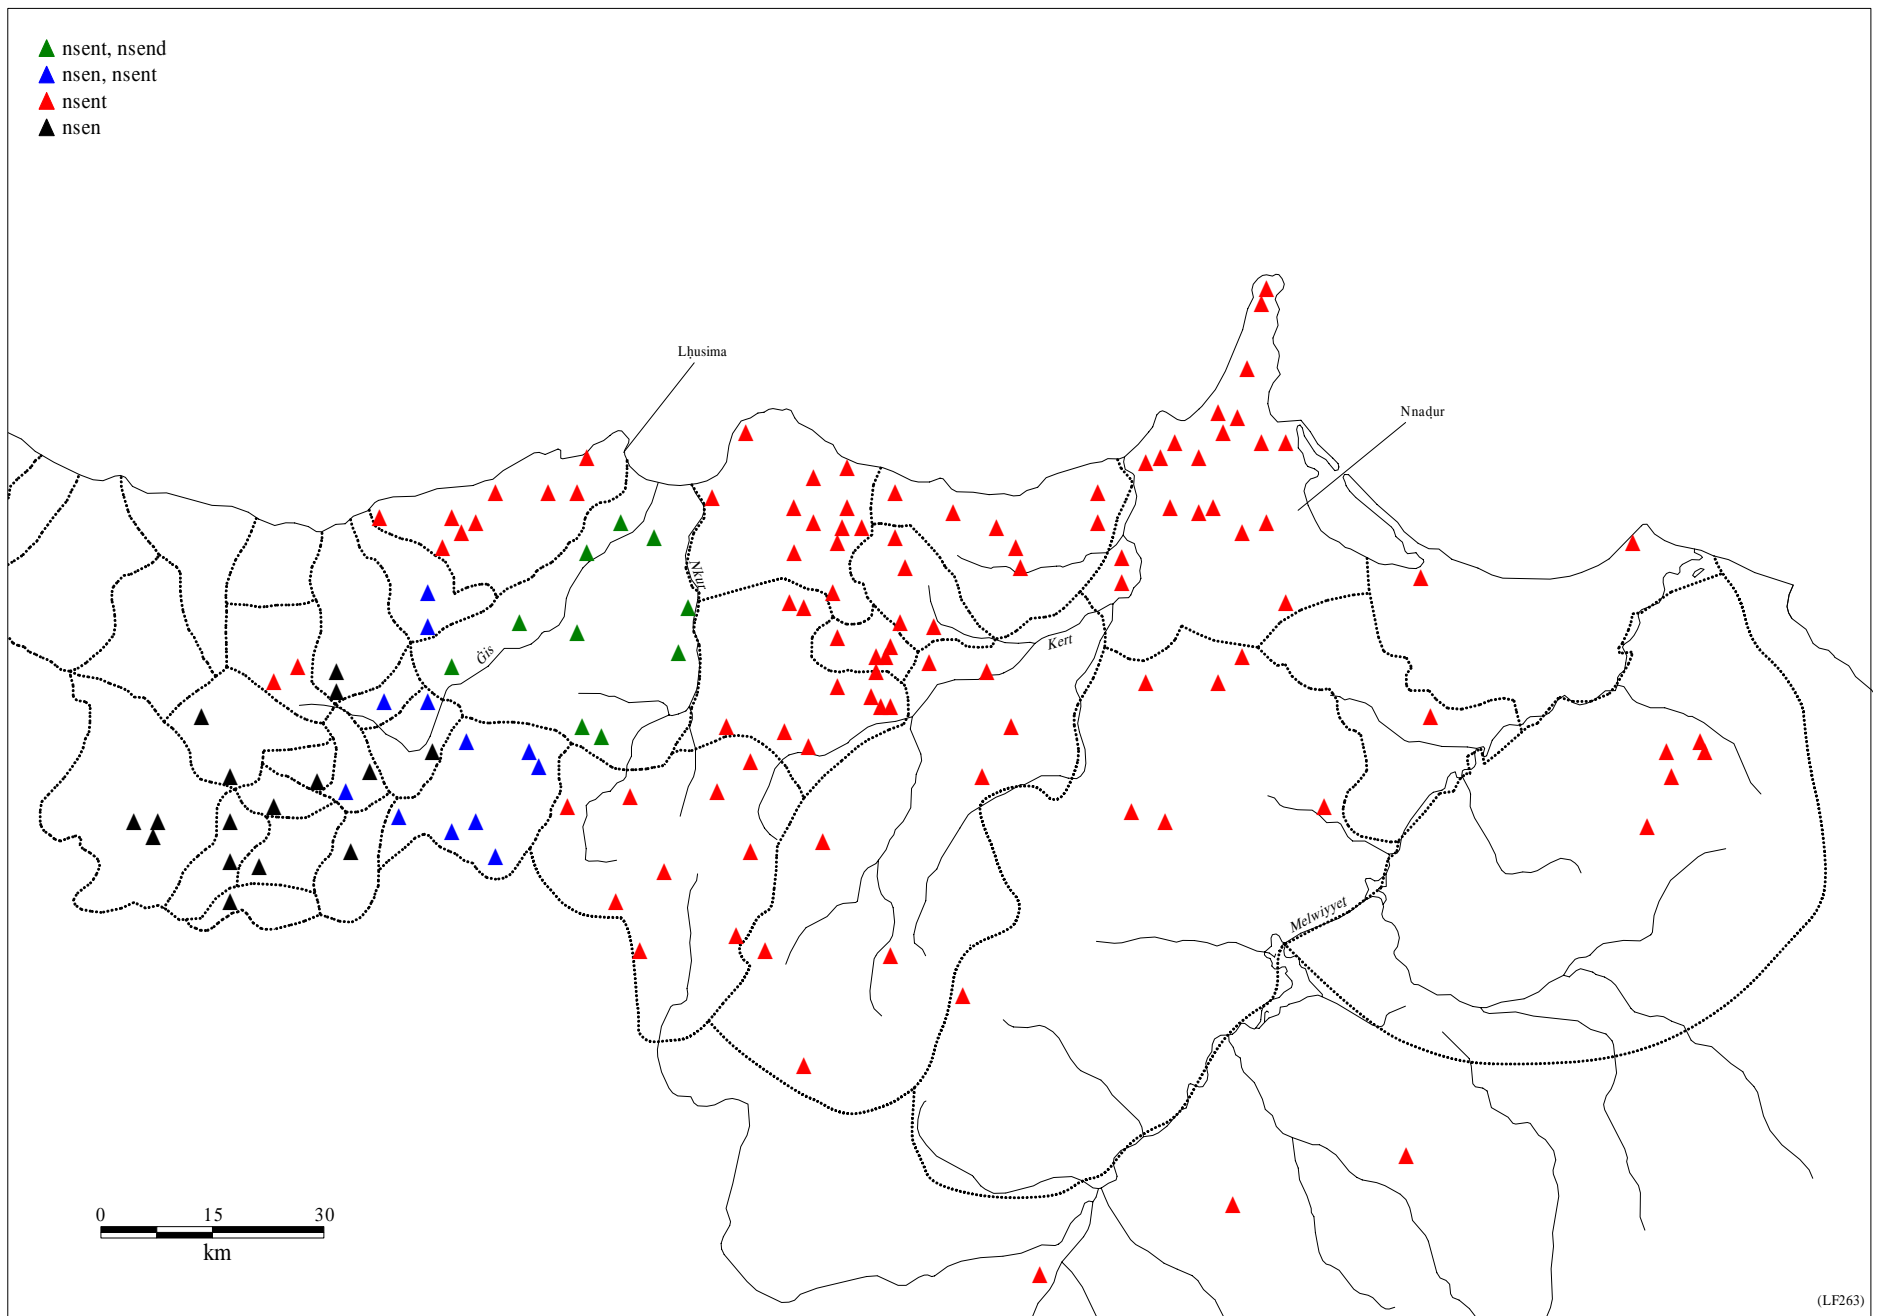 nsent, nsend
nsen, nsent
nsent
nsen
Lḥusima
Nnaḍur
Nkur
Ġis
Kert
Melwiyyet
0 15 30
km
(LF263)